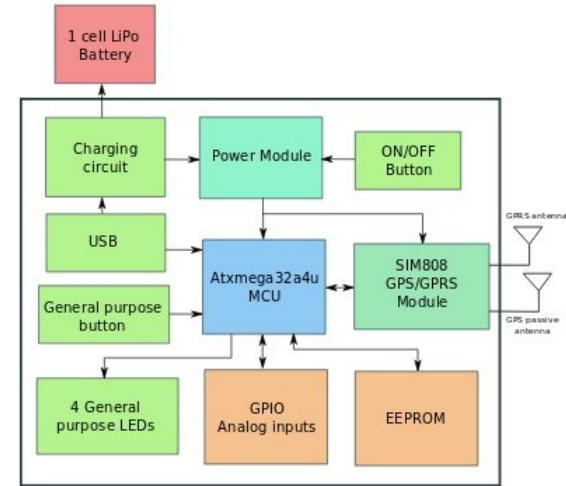 1 cell LiPo
Battery
Charging
circuit
Power Module
ON/OFF
Button
GPRS antenna
USB
Atxmega32a4u
MCU
SIM808
GPS/GPRS
Module
GPS passive
antenna
General purpose
button
4 General
purpose LEDs
GPIO
Analog inputs
EEPROM